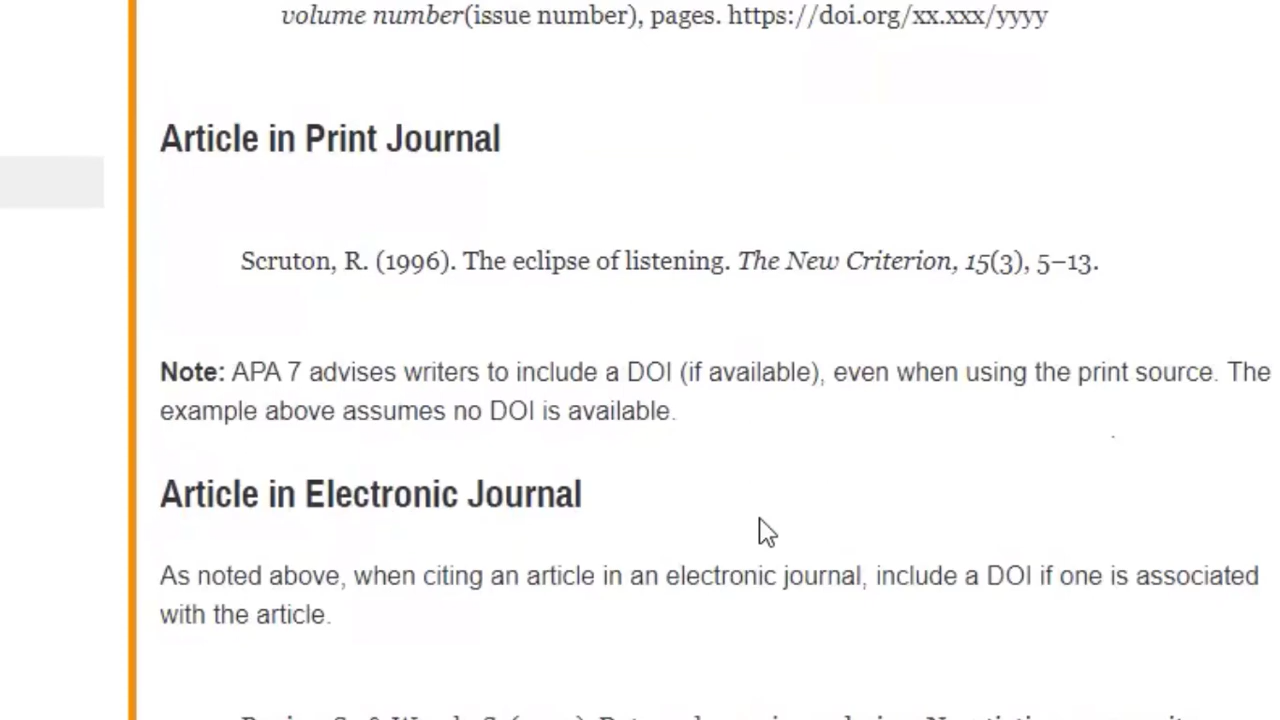 volume number(issue number), pages. https://doi.org/xx.xxx/yyyy
Article in Print Journal
Scruton, R. (1996). The eclipse of listening. The New Criterion, 15(3), 5–13.
Note: APA 7 advises writers to include a DOI (if available), even when using the print source. The
example above assumes no DOI is available.
Article in Electronic Journal
As noted above, when citing an article in an electronic journal, include a DOI if one is associated
with the article.